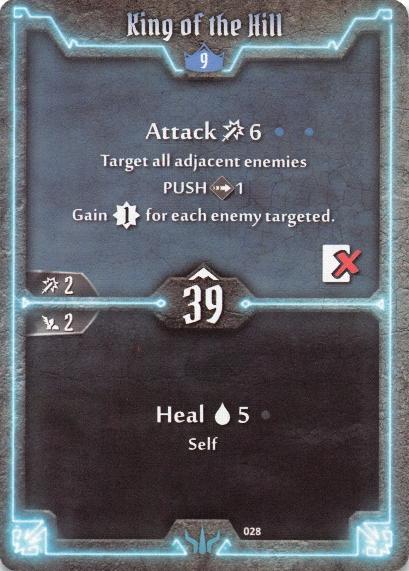 King of the Hill
9
Attack 6
Target all adjacent enemies
PUSH 1
Gain 1 for each enemy targeted.
2
39
2
Heal 5
Self
028